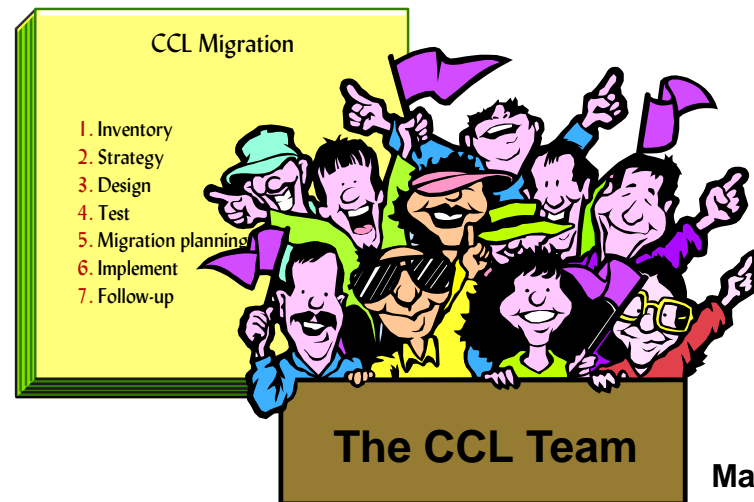 CCL Migration
1. Inventory
2. Strategy
3. Design
4. Test
5. Migration planning
6. Implement
7. Follow-up
The CCL Team
Ma